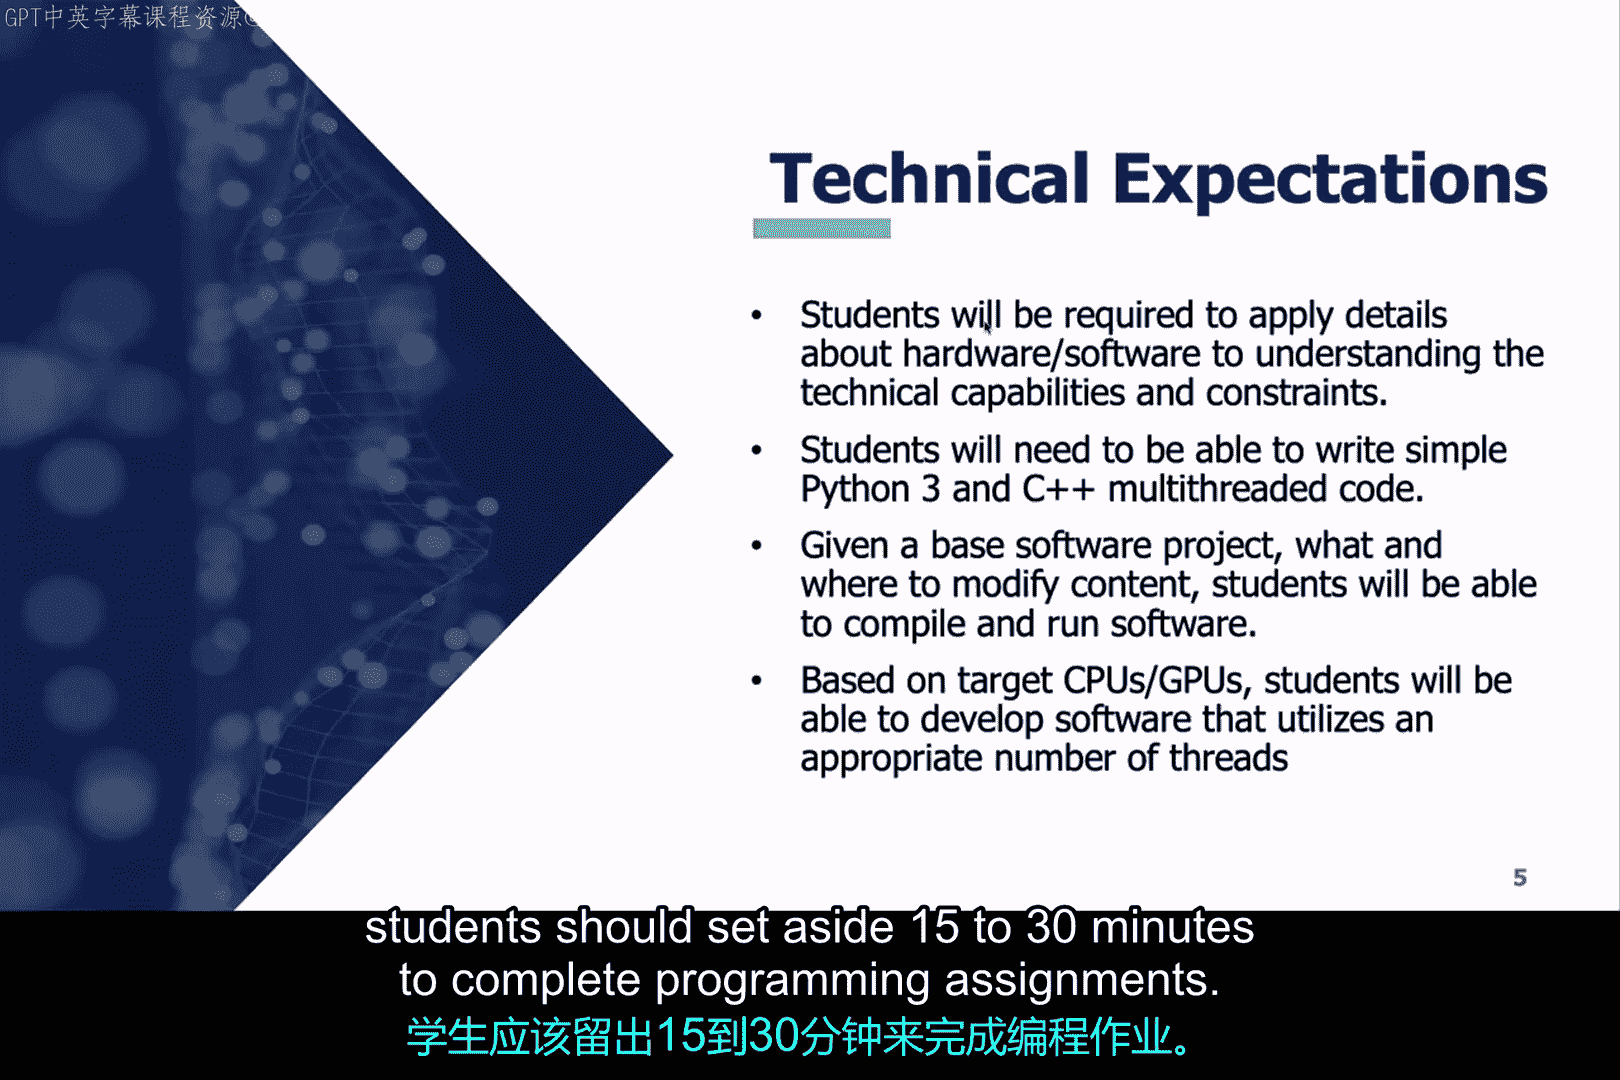 GPT中英字幕课程资源
Technical Expectations
• Students will be required to apply details
about hardware/software to understanding the
technical capabilities and constraints.
• Students will need to be able to write simple
Python 3 and C++ multithreaded code.
• Given a base software project, what and
where to modify content, students will be able
to compile and run software.
• Based on target CPUs/GPUs, students will be
able to develop software that utilizes an
appropriate number of threads
5
students should set aside 15 to 30 minutes
to complete programming assignments.
学生应该留出15到30分钟来完成编程作业。